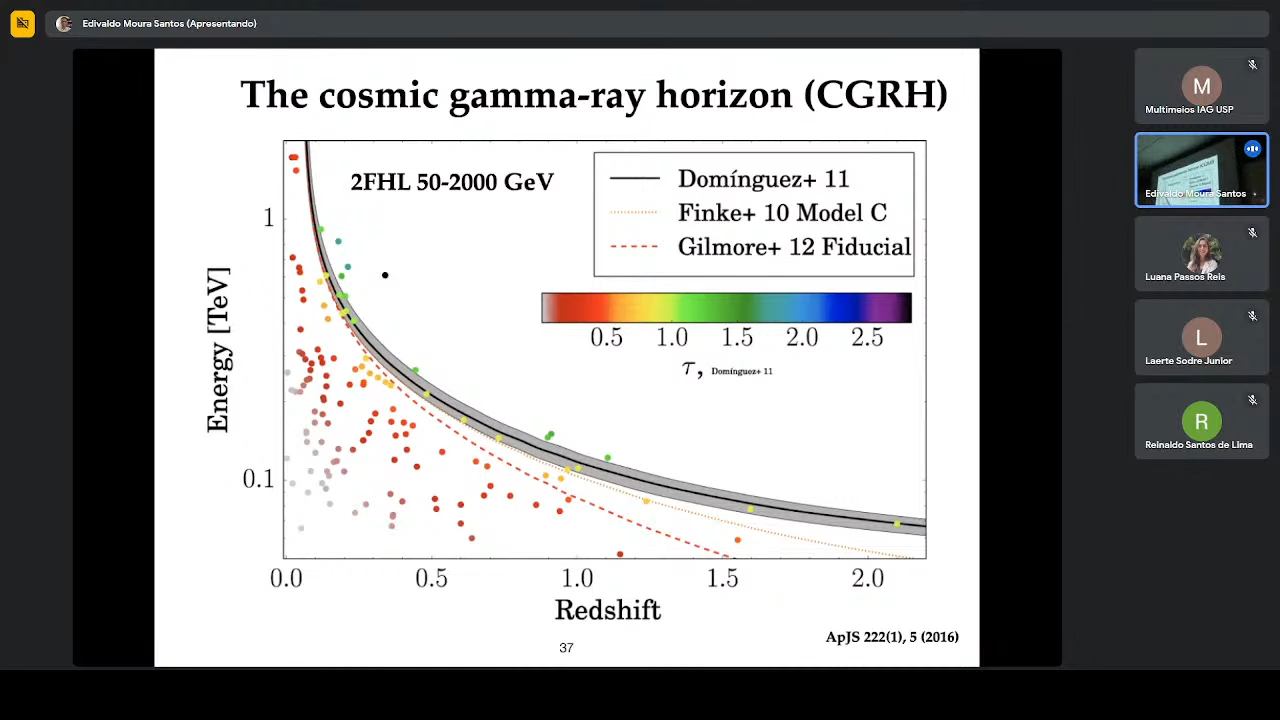 Edivaldo Moura Santos (Apresentando)
The cosmic gamma-ray horizon (CGRH)
2FHL 50-2000 GeV
Domínguez+ 11
Finke+ 10 Model C
Gilmore+ 12 Fiducial
0.5 1.0 1.5 2.0 2.5
τ, Domínguez+ 11
Energy [TeV]
1
0.1
0.0 0.5 1.0 1.5 2.0
Redshift
ApJS 222(1), 5 (2016)
37
M
Multimeios IAG USP
Edivaldo Moura Santos
Luana Passos Reis
L
Laerte Sodre Junior
R
Reinaldo Santos de Lima